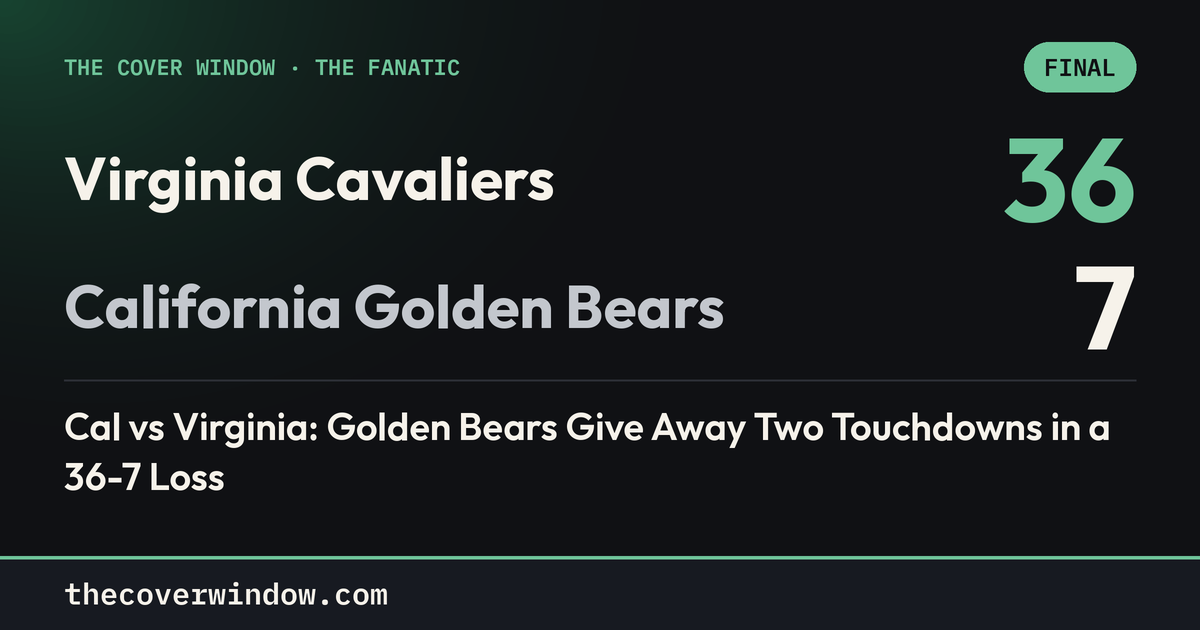 THE COVER WINDOW · THE FANATIC
FINAL
Virginia Cavaliers
36
California Golden Bears
7
Cal vs Virginia: Golden Bears Give Away Two Touchdowns in a
36-7 Loss
thecoverwindow.com